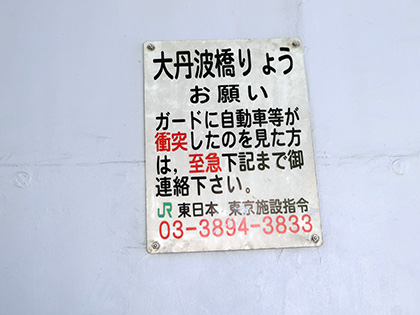 大丹波橋りょう
お願い
ガードに自動車等が
衝突したのを見た方
は，至急下記まで御
連絡下さい。
JR 東日本 東京施設指令
03-3894-3833